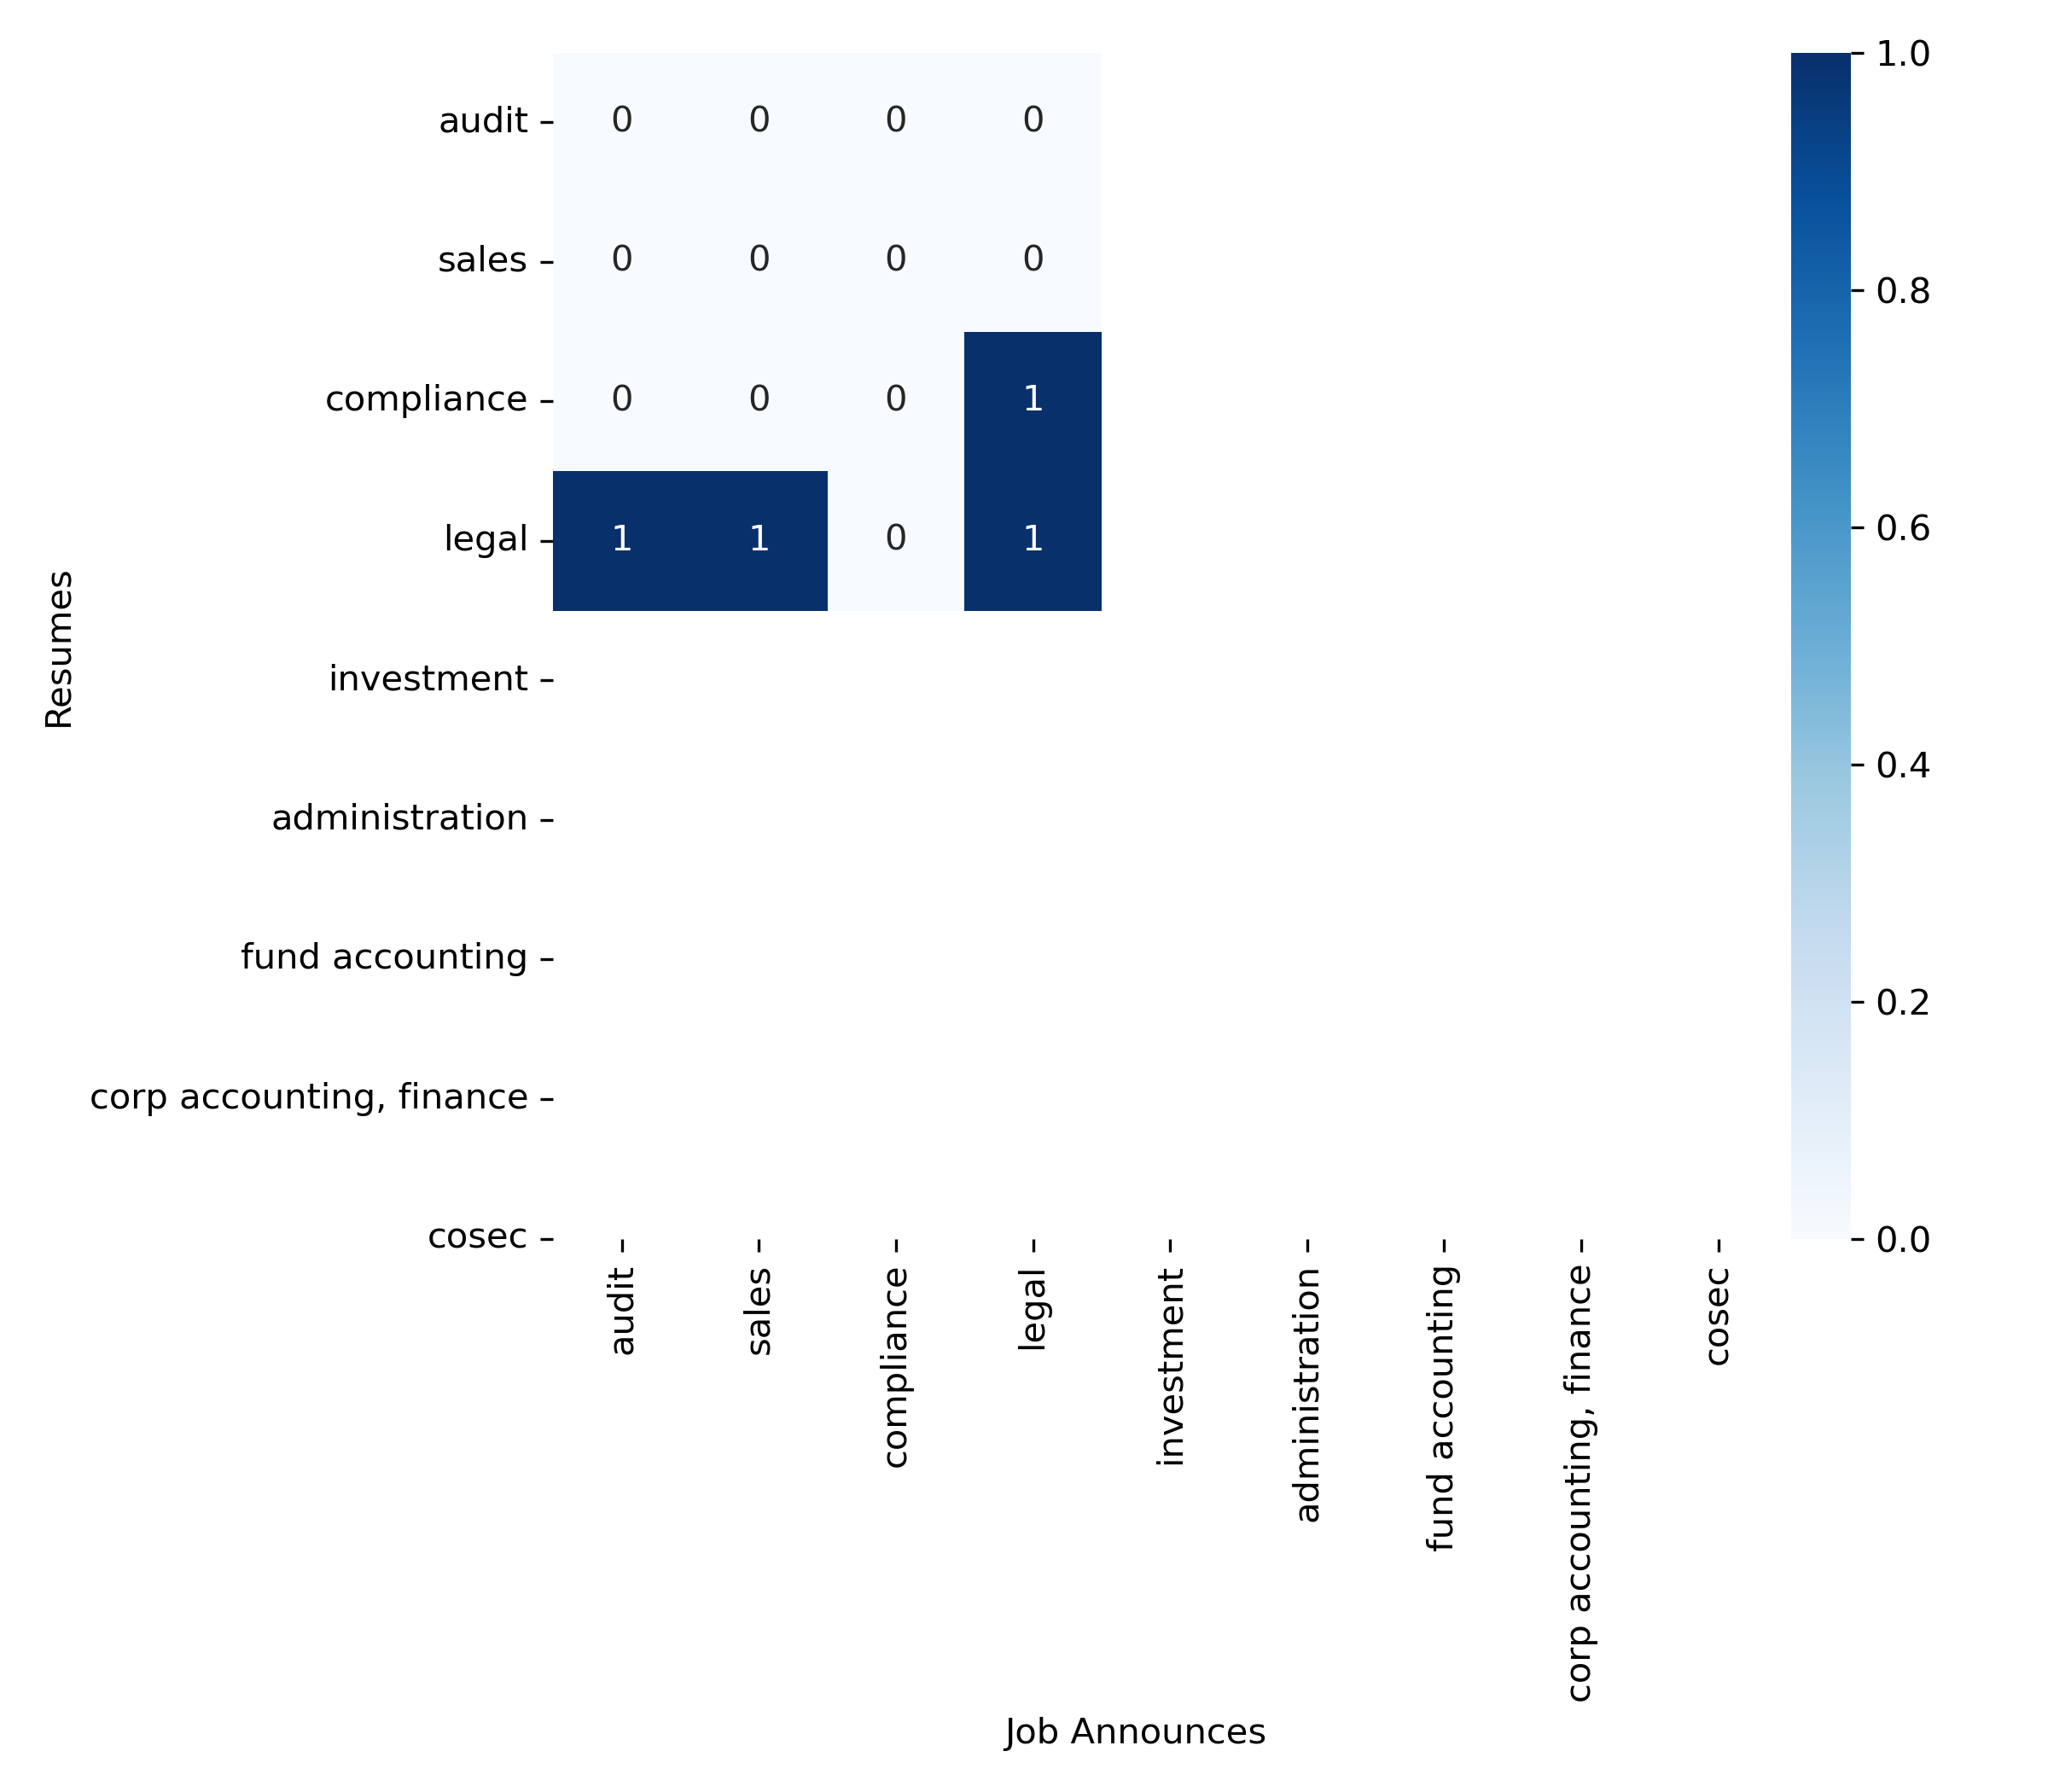 audit 0 0 0 0
sales 0 0 0 0
compliance 0 0 0 1
legal 1 1 0 1
investment
administration
fund accounting
corp accounting, finance
cosec
Resumes
audit
sales
compliance
legal
investment
administration
fund accounting
corp accounting, finance
cosec
Job Announces
1.0
0.8
0.6
0.4
0.2
0.0